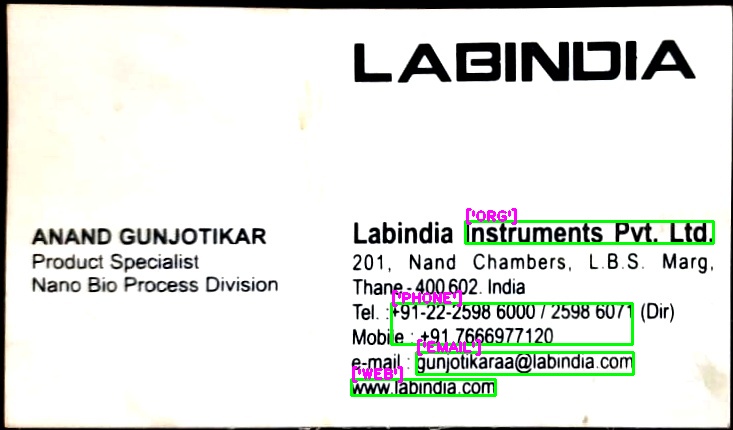 LABINDIA
ANAND GUNJOTIKAR
Product Specialist
Nano Bio Process Division
['ORG']
Labindia Instruments Pvt. Ltd.
201, Nand Chambers, L.B.S. Marg,
Thane - 400 602. India
['PHONE']
Tel. : +91-22-2598 6000 / 2598 6071 (Dir)
Mobile : +91 7666977120
['EMAIL']
e-mail : gunjotikaraa@labindia.com
['WEB']
www.labindia.com